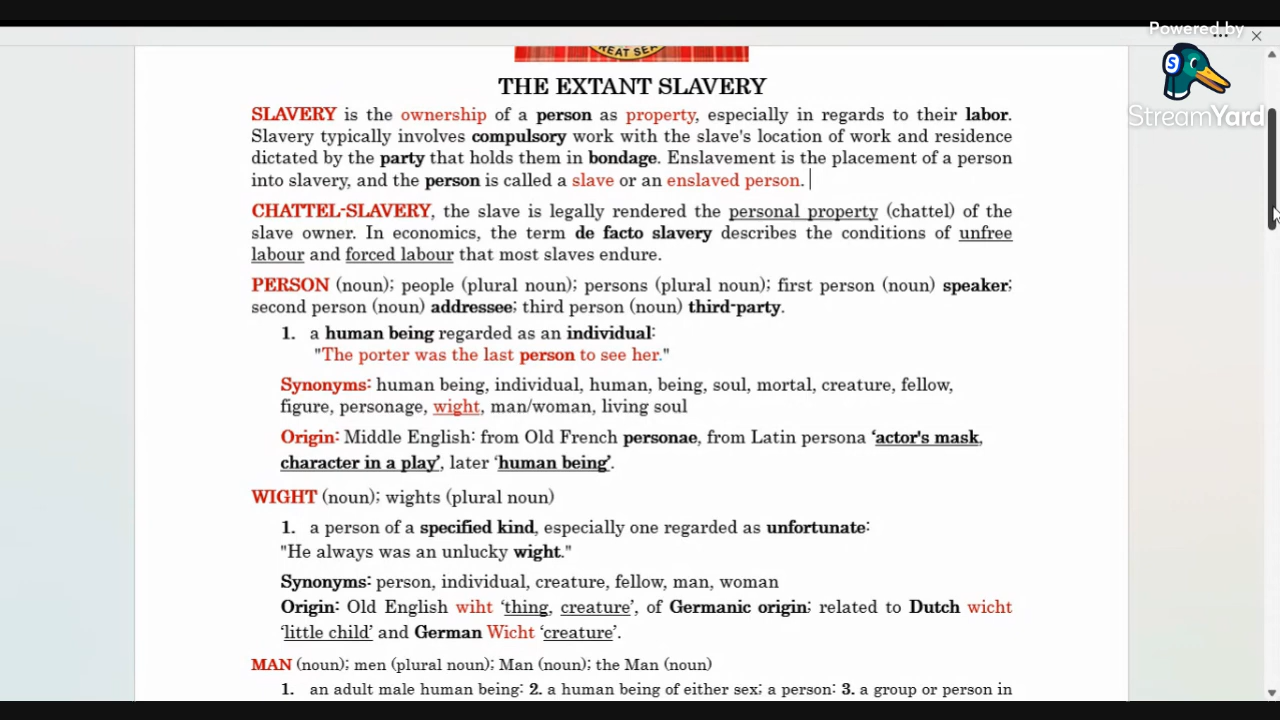 Powered by
StreamYard
REAT SE
THE EXTANT SLAVERY
SLAVERY is the ownership of a person as property, especially in regards to their labor.
Slavery typically involves compulsory work with the slave's location of work and residence
dictated by the party that holds them in bondage. Enslavement is the placement of a person
into slavery, and the person is called a slave or an enslaved person.
CHATTEL-SLAVERY, the slave is legally rendered the personal property (chattel) of the
slave owner. In economics, the term de facto slavery describes the conditions of unfree
labour and forced labour that most slaves endure.
PERSON (noun); people (plural noun); persons (plural noun); first person (noun) speaker;
second person (noun) addressee; third person (noun) third-party.
1. a human being regarded as an individual:
"The porter was the last person to see her."
Synonyms: human being, individual, human, being, soul, mortal, creature, fellow,
figure, personage, wight, man/woman, living soul
Origin: Middle English: from Old French personae, from Latin persona ‘actor's mask,
character in a play’, later ‘human being’.
WIGHT (noun); wights (plural noun)
1. a person of a specified kind, especially one regarded as unfortunate:
"He always was an unlucky wight."
Synonyms: person, individual, creature, fellow, man, woman
Origin: Old English wiht ‘thing, creature’, of Germanic origin; related to Dutch wicht
‘little child’ and German Wicht ‘creature’.
MAN (noun); men (plural noun); Man (noun); the Man (noun)
1. an adult male human being: 2. a human being of either sex; a person: 3. a group or person in